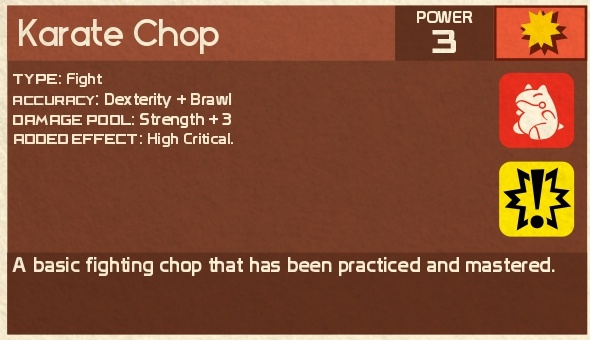 Karate Chop
POWER
3
TYPE: Fight
ACCURACY: Dexterity + Brawl
DAMAGE POOL: Strength + 3
ADDED EFFECT: High Critical.
!
A basic fighting chop that has been practiced and mastered.